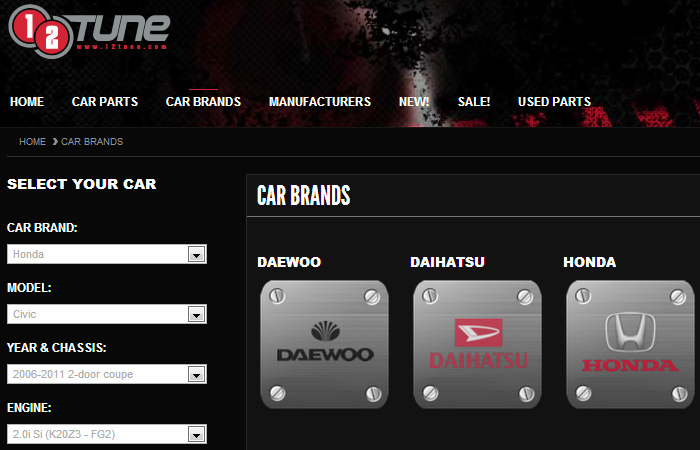 12 TUNE
www.12tune.com
HOME CAR PARTS CAR BRANDS MANUFACTURERS NEW! SALE! USED PARTS
HOME CAR BRANDS
SELECT YOUR CAR
CAR BRAND:
Honda
MODEL:
Civic
YEAR & CHASSIS:
2006-2011 2-door coupe
ENGINE:
2.0i Si (K20Z3 - FG2)
CAR BRANDS
DAEWOO DAIHATSU HONDA
DAEWOO DAIHATSU HONDA